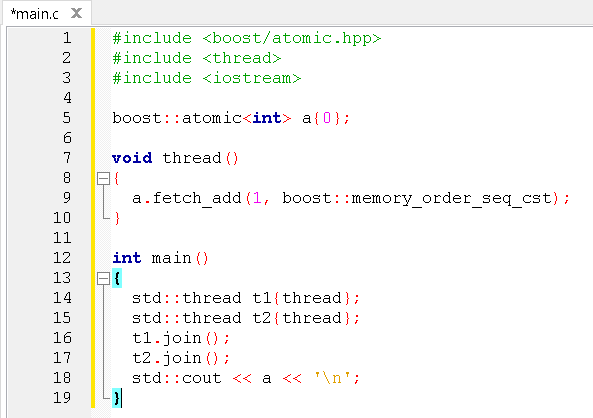 *main.c X
1 #include <boost/atomic.hpp>
2 #include <thread>
3 #include <iostream>
4
5 boost::atomic<int> a{0};
6
7 void thread()
8 {
9   a.fetch_add(1, boost::memory_order_seq_cst);
10 }
11
12 int main()
13 {
14   std::thread t1{thread};
15   std::thread t2{thread};
16   t1.join();
17   t2.join();
18   std::cout << a << '\n';
19 }